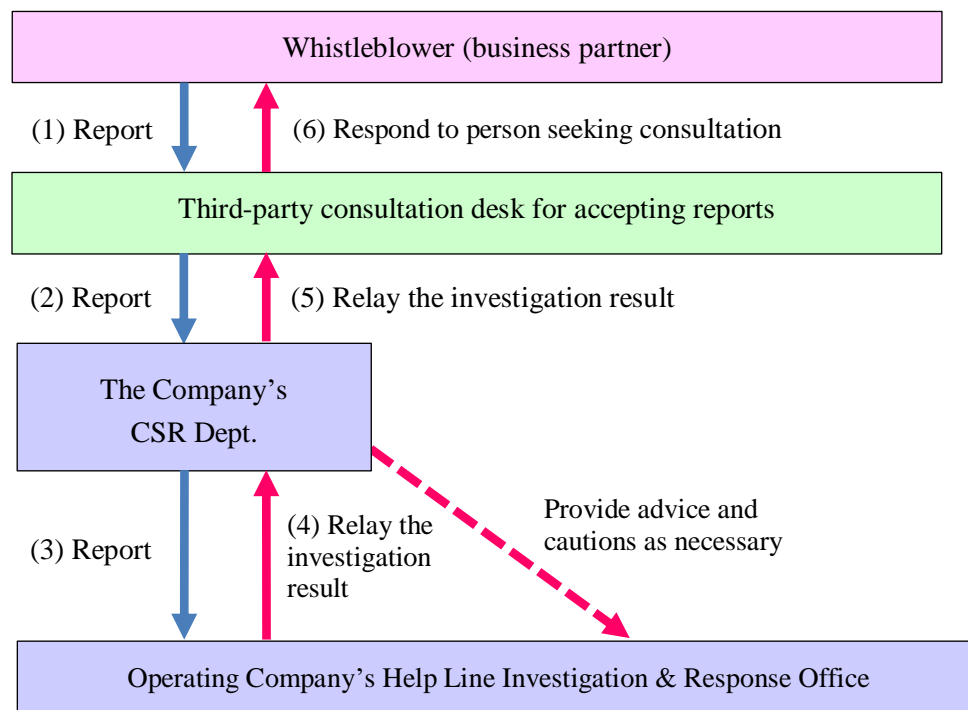 Whistleblower (business partner)
(1) Report
(6) Respond to person seeking consultation
Third-party consultation desk for accepting reports
(2) Report
(5) Relay the investigation result
The Company’s
CSR Dept.
(3) Report
(4) Relay the
investigation
result
Provide advice and
cautions as necessary
Operating Company’s Help Line Investigation & Response Office